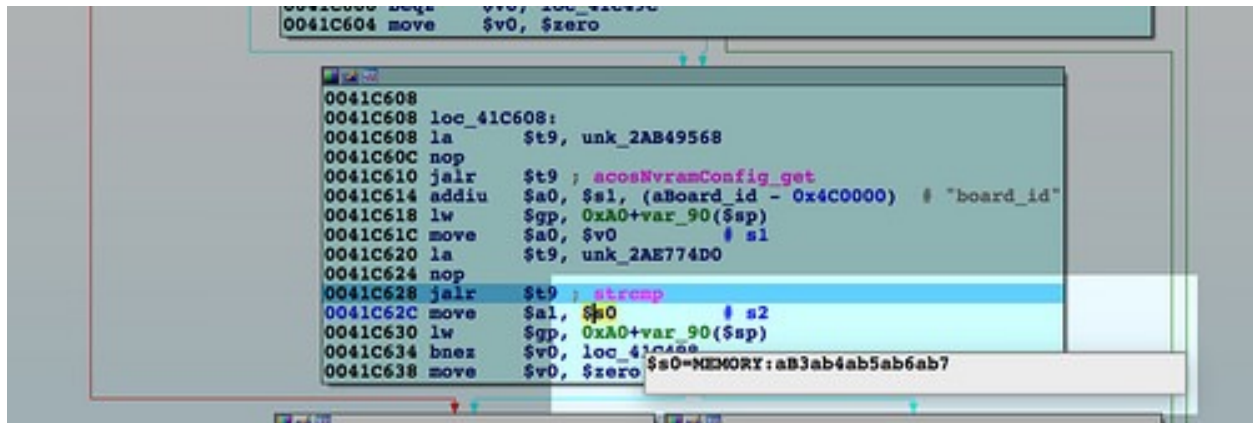 0041C604 move $v0, $zero
0041C608
0041C608 loc_41C608:
0041C608 la $t9, unk_2AB49568
0041C60C nop
0041C610 jalr $t9 ; acosNvramConfig_get
0041C614 addiu $a0, $s1, (aBoard_id - 0x4C0000) # "board_id"
0041C618 lw $gp, 0xA0+var_90($sp)
0041C61C move $a0, $v0 # s1
0041C620 la $t9, unk_2AE774D0
0041C624 nop
0041C628 jalr $t9 ; strcmp
0041C62C move $a1, $s0 # s2
0041C630 lw $gp, 0xA0+var_90($sp)
0041C634 bnez $v0,
0041C638 move $v0, $zero
$s0=MEMORY:aB3ab4ab5ab6ab7